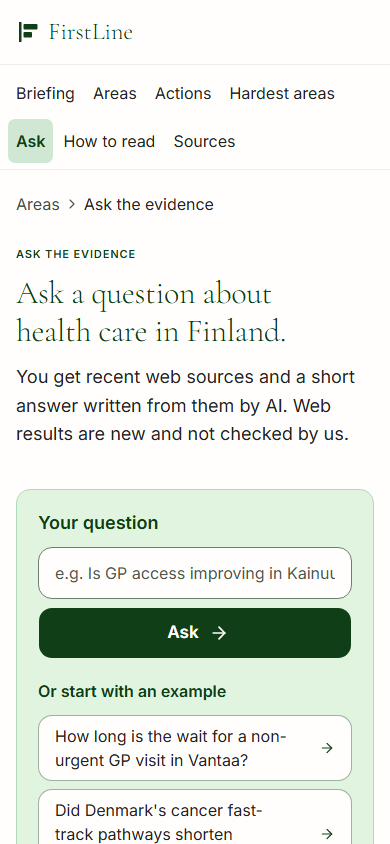 FirstLine
Briefing Areas Actions Hardest areas
Ask How to read Sources
Areas > Ask the evidence
ASK THE EVIDENCE
Ask a question about
health care in Finland.
You get recent web sources and a short
answer written from them by AI. Web
results are new and not checked by us.
Your question
e.g. Is GP access improving in Kainuu
Ask →
Or start with an example
How long is the wait for a non-
urgent GP visit in Vantaa? →
Did Denmark's cancer fast-
track pathways shorten →